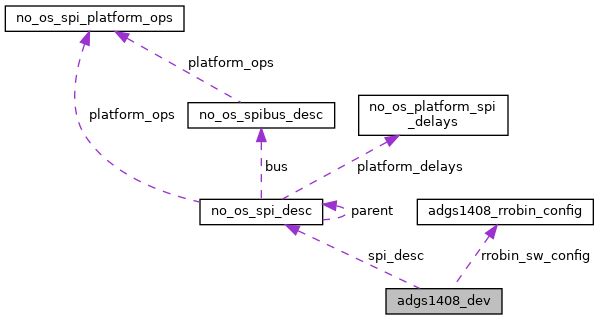 no_os_spi_platform_ops
platform_ops
no_os_spibus_desc
no_os_platform_spi
_delays
platform_ops
bus
platform_delays
no_os_spi_desc
parent
adgs1408_rrobin_config
spi_desc
rrobin_sw_config
adgs1408_dev